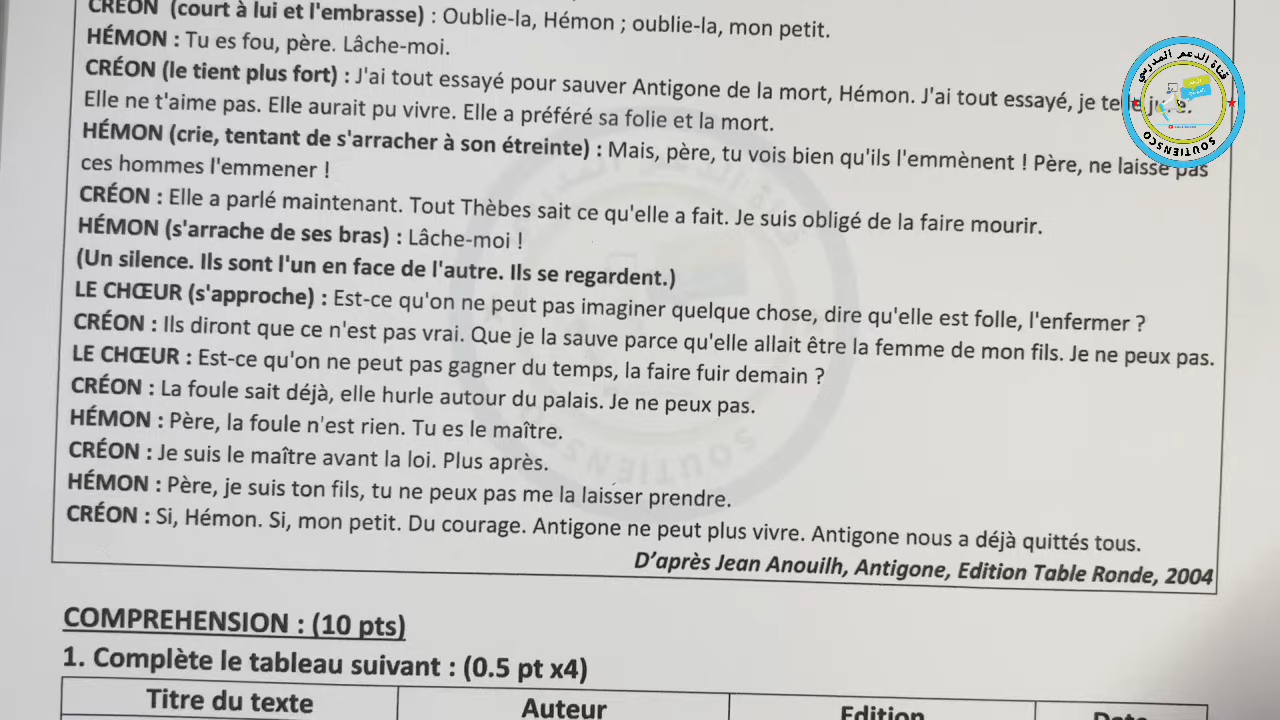 CRÉON (court à lui et l'embrasse) : Oublie-la, Hémon ; oublie-la, mon petit.
HÉMON : Tu es fou, père. Lâche-moi.
CRÉON (le tient plus fort) : J'ai tout essayé pour sauver Antigone de la mort, Hémon. J'ai tout essayé, je te le jure.
Elle ne t'aime pas. Elle aurait pu vivre. Elle a préféré sa folie et la mort.
HÉMON (crie, tentant de s'arracher à son étreinte) : Mais, père, tu vois bien qu'ils l'emmènent ! Père, ne laisse pas
ces hommes l'emmener !
CRÉON : Elle a parlé maintenant. Tout Thèbes sait ce qu'elle a fait. Je suis obligé de la faire mourir.
HÉMON (s'arrache de ses bras) : Lâche-moi !
(Un silence. Ils sont l'un en face de l'autre. Ils se regardent.)
LE CHŒUR (s'approche) : Est-ce qu'on ne peut pas imaginer quelque chose, dire qu'elle est folle, l'enfermer ?
CRÉON : Ils diront que ce n'est pas vrai. Que je la sauve parce qu'elle allait être la femme de mon fils. Je ne peux pas.
LE CHŒUR : Est-ce qu'on ne peut pas gagner du temps, la faire fuir demain ?
CRÉON : La foule sait déjà, elle hurle autour du palais. Je ne peux pas.
HÉMON : Père, la foule n'est rien. Tu es le maître.
CRÉON : Je suis le maître avant la loi. Plus après.
HÉMON : Père, je suis ton fils, tu ne peux pas me la laisser prendre.
CRÉON : Si, Hémon. Si, mon petit. Du courage. Antigone ne peut plus vivre. Antigone nous a déjà quittés tous.
D'après Jean Anouilh, Antigone, Edition Table Ronde, 2004
COMPREHENSION : (10 pts)
1. Complète le tableau suivant : (0.5 pt x4)
Titre du texte
Auteur
Edition
Date
قناة الدعم المدرسي
SOUTIENSCO